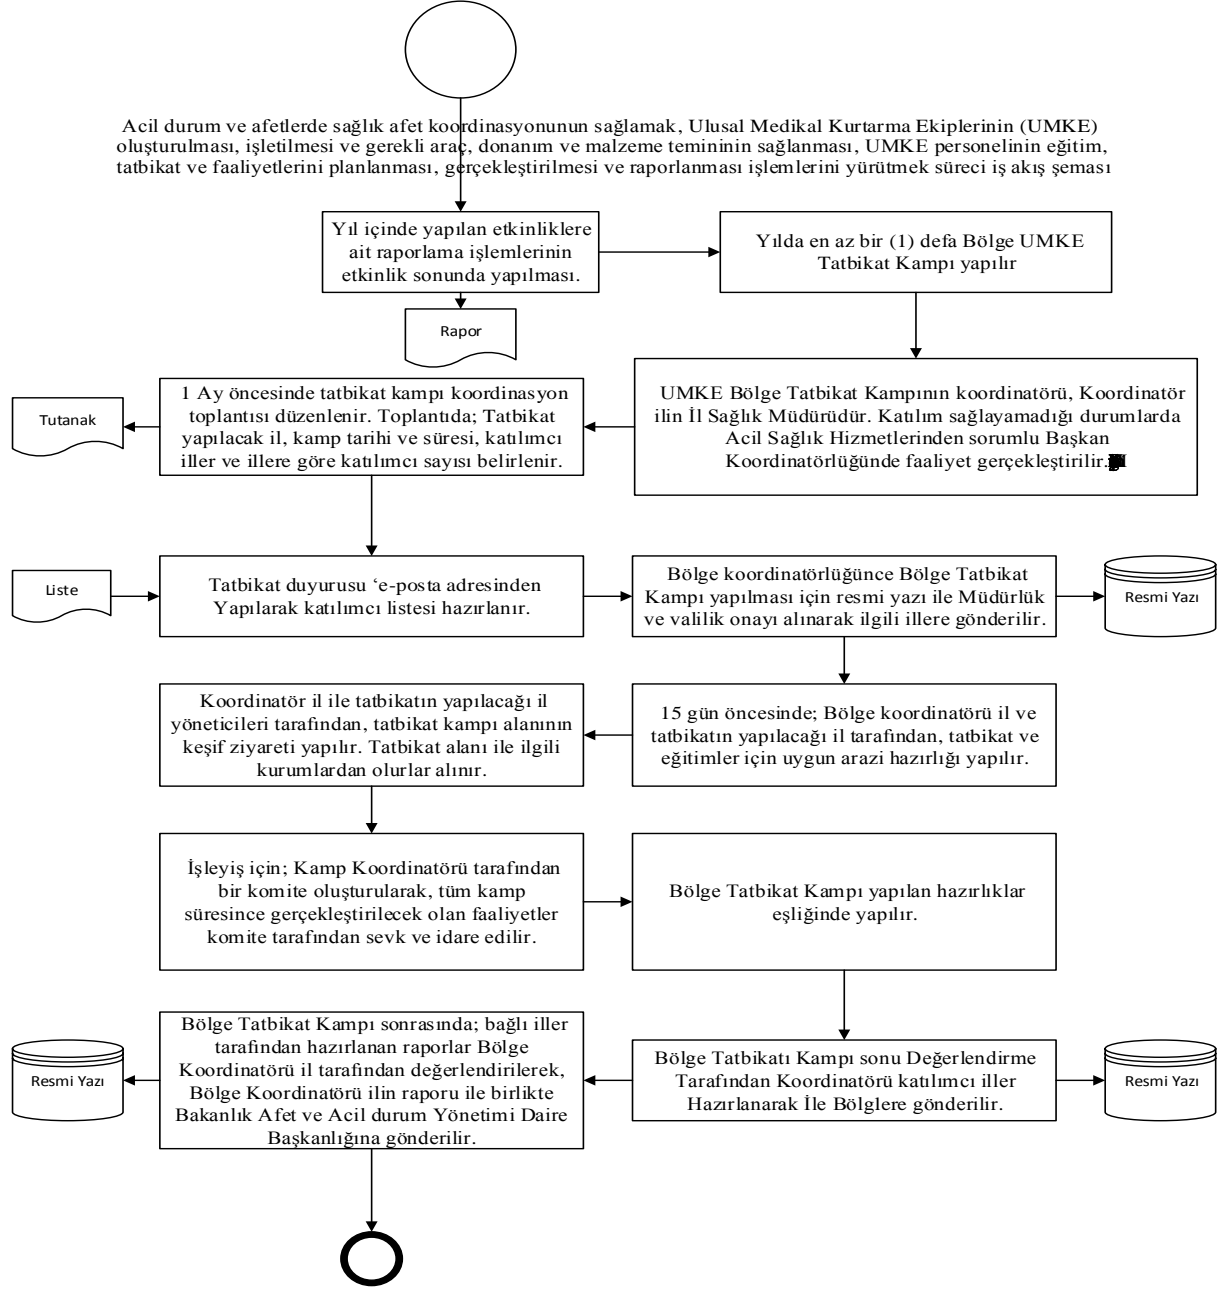 Acil durum ve afetlerde sağlık afet koordinasyonunun sağlamak, Ulusal Medikal Kurtarma Ekiplerinin (UMKE)
oluşturulması, işletilmesi ve gerekli araç, donanım ve malzeme temininin sağlanması, UMKE personelinin eğitim,
tatbikat ve faaliyetlerini planlanması, gerçekleştirilmesi ve raporlanması işlemlerini yürütmek süreci iş akış şeması
Yıl içinde yapılan etkinliklere
ait raporlama işlemlerinin
etkinlik sonunda yapılması.
Yılda en az bir (1) defa Bölge UMKE
Tatbikat Kampı yapılır
Rapor
UMKE Bölge Tatbikat Kampının koordinatörü, Koordinatör
ilin İl Sağlık Müdürüdür. Katılım sağlayamadığı durumlarda
Acil Sağlık Hizmetlerinden sorumlu Başkan
Koordinatörlüğünde faaliyet gerçekleştirilir.
1 Ay öncesinde tatbikat kampı koordinasyon
toplantısı düzenlenir. Toplantıda; Tatbikat
yapılacak il, kamp tarihi ve süresi, katılımcı
iller ve illere göre katılımcı sayısı belirlenir.
Tutanak
Liste
Tatbikat duyurusu ‘e-posta adresinden
Yapılarak katılımcı listesi hazırlanır.
Bölge koordinatörlüğünce Bölge Tatbikat
Kampı yapılması için resmi yazı ile Müdürlük
ve valilik onayı alınarak ilgili illere gönderilir.
Resmi Yazı
15 gün öncesinde; Bölge koordinatörü il ve
tatbikatın yapılacağı il tarafından, tatbikat ve
eğitimler için uygun arazi hazırlığı yapılır.
Koordinatör il ile tatbikatın yapılacağı il
yöneticileri tarafından, tatbikat kampı alanının
keşif ziyareti yapılır. Tatbikat alanı ile ilgili
kurumlardan olurlar alınır.
İşleyiş için; Kamp Koordinatörü tarafından
bir komite oluşturularak, tüm kamp
süresince gerçekleştirilecek olan faaliyetler
komite tarafından sevk ve idare edilir.
Bölge Tatbikat Kampı yapılan hazırlıklar
eşliğinde yapılır.
Bölge Tatbikatı Kampı sonu Değerlendirme
Tarafından Koordinatörü katılımcı iller
Hazırlanarak İle Bölglere gönderilir.
Resmi Yazı
Bölge Tatbikat Kampı sonrasında; bağlı iller
tarafından hazırlanan raporlar Bölge
Koordinatörü il tarafından değerlendirilerek,
Bölge Koordinatörü ilin raporu ile birlikte
Bakanlık Afet ve Acil durum Yönetimi Daire
Başkanlığına gönderilir.
Resmi Yazı